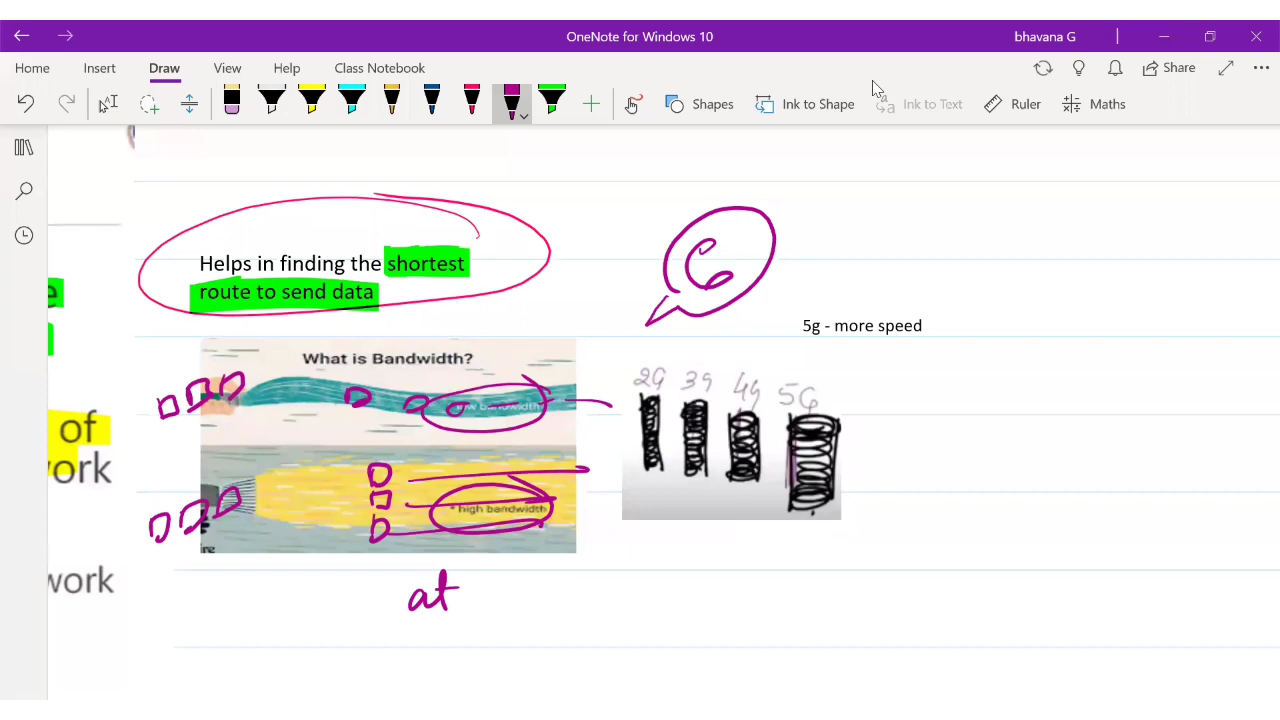 OneNote for Windows 10
bhavana G
Home Insert Draw View Help Class Notebook
Share
Shapes Ink to Shape Ink to Text Ruler Maths
Helps in finding the shortest
route to send data
5g - more speed
What is Bandwidth?
low bandwidth
2G 3G 4G 5G
of
work
* high bandwidth
work
at